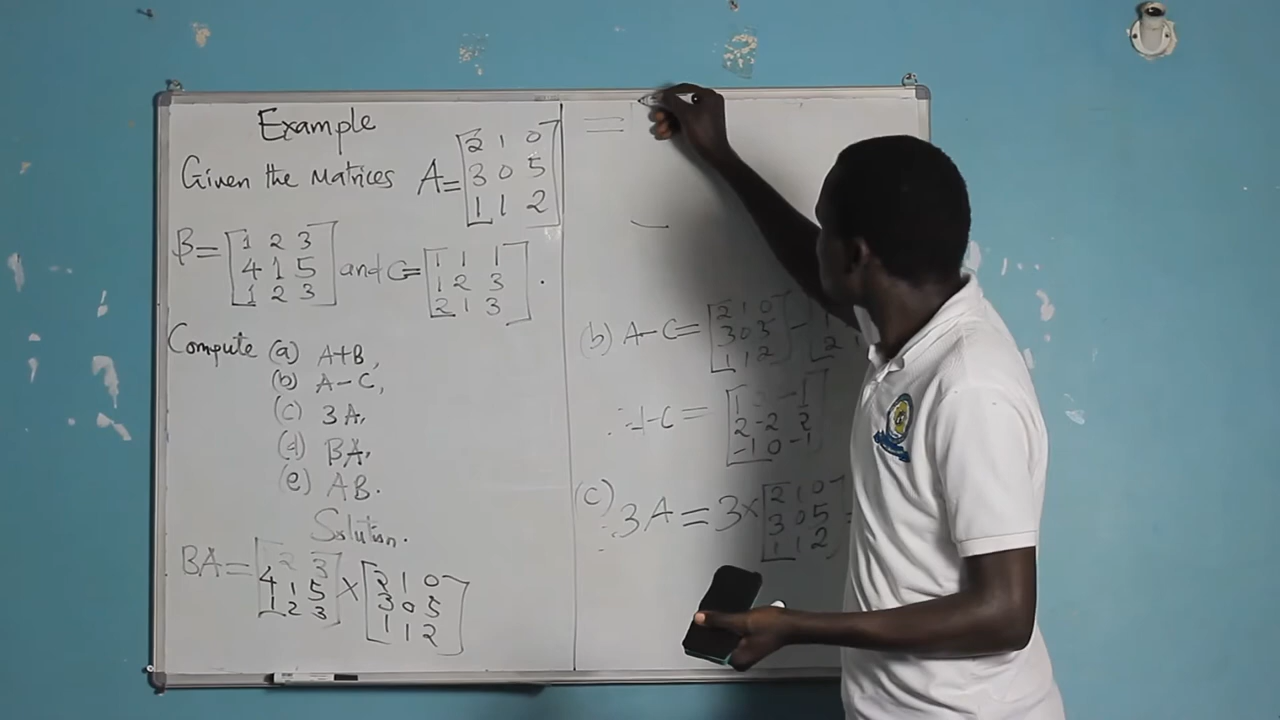 Example
Given the Matrices A= [2 1 0
3 0 5
1 1 2]
B= [1 2 3
4 1 5
1 2 3] and C= [1 1 1
1 2 3
2 1 3].
Compute (a) A+B,
(b) A-C,
(c) 3A,
(d) BA,
(e) AB.
Solution.
BA= [2 3
4 1 5
1 2 3] × [2 1 0
3 0 5
1 1 2]
=
(b) A-C= [2 1 0
3 0 5
1 1 2] -
-C= [1 -1
2 -2 2
-1 0 -1]
(c) 3A = 3× [2 1 0
3 0 5
1 1 2] =